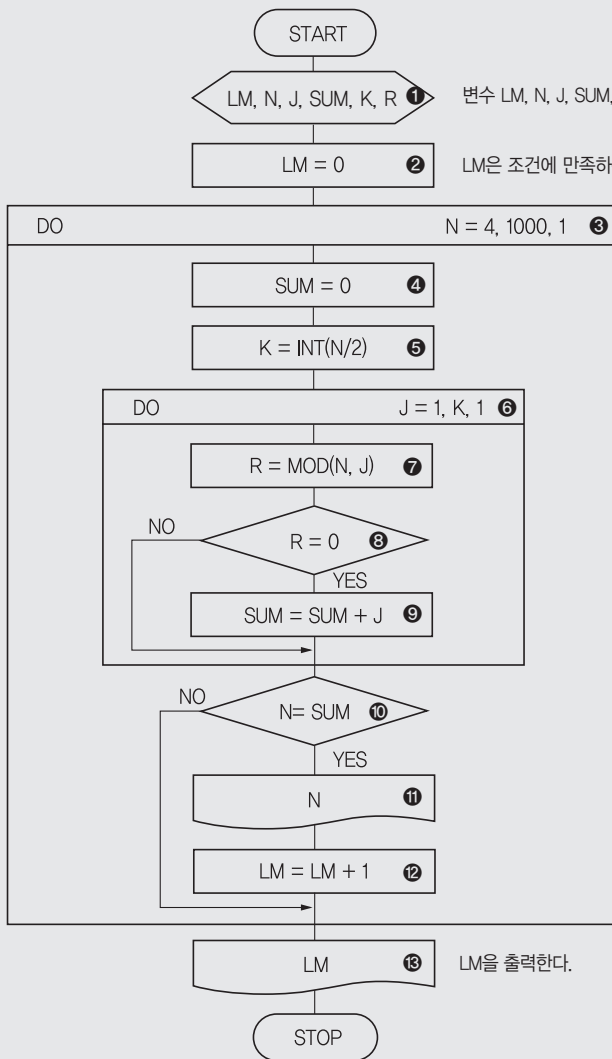 START
LM, N, J, SUM, K, R ❶ 변수 LM, N, J, SUM,
LM = 0 ❷ LM은 조건에 만족하
DO N = 4, 1000, 1 ❸
SUM = 0 ❹
K = INT(N/2) ❺
DO J = 1, K, 1 ❻
R = MOD(N, J) ❼
NO
R = 0 ❽
YES
SUM = SUM + J ❾
NO
N= SUM ❿
YES
N ⓫
LM = LM + 1 ⓬
LM ⓭ LM을 출력한다.
STOP